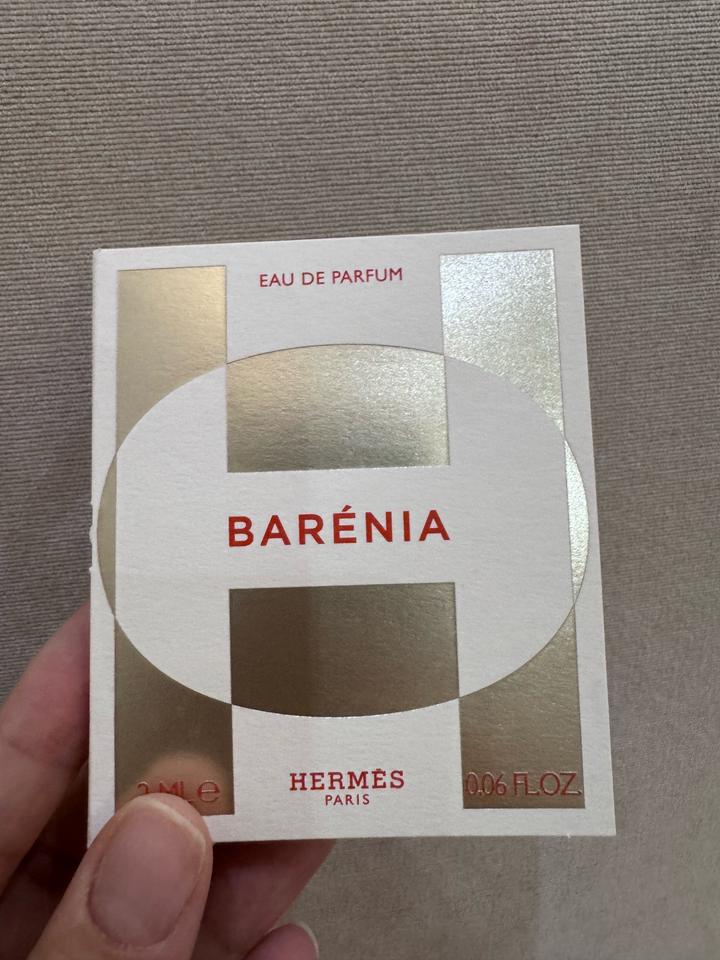 EAU DE PARFUM
BARÉNIA
HERMÈS
PARIS
2 ML e
0.06 FL.OZ.